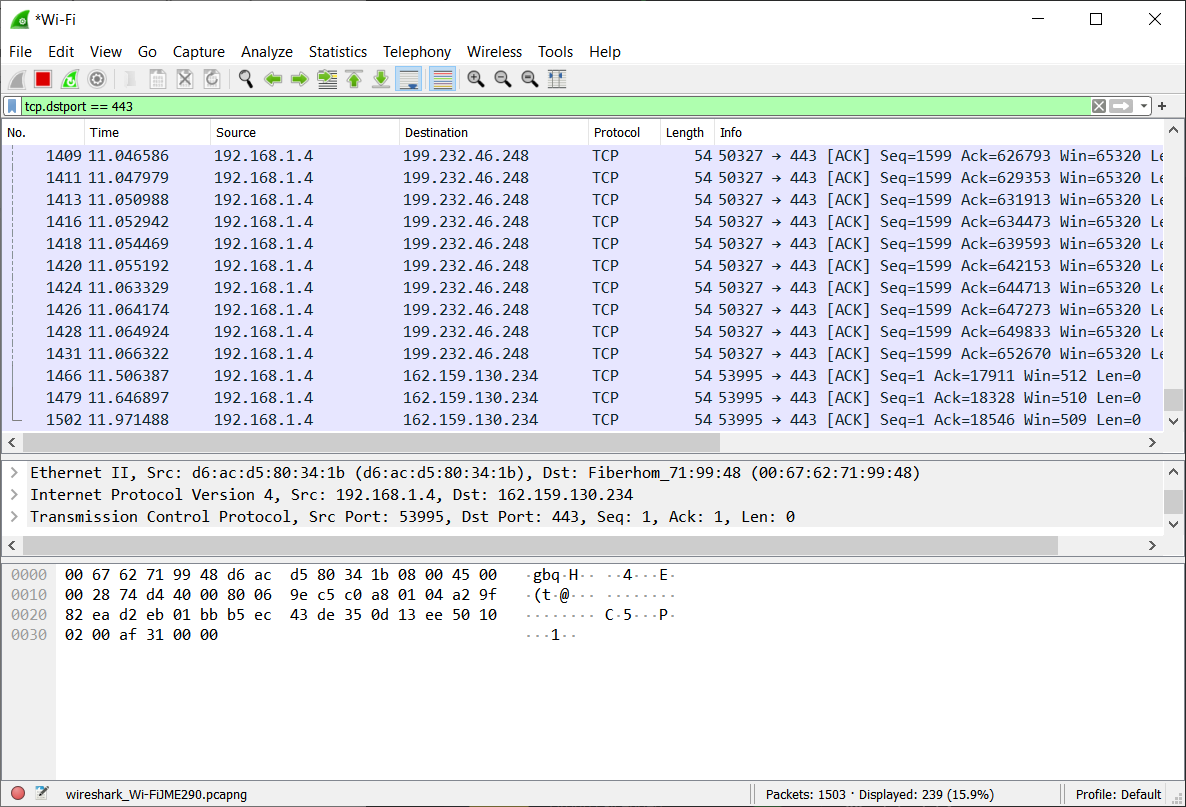 *Wi-Fi
File Edit View Go Capture Analyze Statistics Telephony Wireless Tools Help
tcp.dstport == 443
No. Time Source Destination Protocol Length Info
1409 11.046586 192.168.1.4 199.232.46.248 TCP 54 50327 → 443 [ACK] Seq=1599 Ack=626793 Win=65320 Le
1411 11.047979 192.168.1.4 199.232.46.248 TCP 54 50327 → 443 [ACK] Seq=1599 Ack=629353 Win=65320 Le
1413 11.050988 192.168.1.4 199.232.46.248 TCP 54 50327 → 443 [ACK] Seq=1599 Ack=631913 Win=65320 Le
1416 11.052942 192.168.1.4 199.232.46.248 TCP 54 50327 → 443 [ACK] Seq=1599 Ack=634473 Win=65320 Le
1418 11.054469 192.168.1.4 199.232.46.248 TCP 54 50327 → 443 [ACK] Seq=1599 Ack=639593 Win=65320 Le
1420 11.055192 192.168.1.4 199.232.46.248 TCP 54 50327 → 443 [ACK] Seq=1599 Ack=642153 Win=65320 Le
1424 11.063329 192.168.1.4 199.232.46.248 TCP 54 50327 → 443 [ACK] Seq=1599 Ack=644713 Win=65320 Le
1426 11.064174 192.168.1.4 199.232.46.248 TCP 54 50327 → 443 [ACK] Seq=1599 Ack=647273 Win=65320 Le
1428 11.064924 192.168.1.4 199.232.46.248 TCP 54 50327 → 443 [ACK] Seq=1599 Ack=649833 Win=65320 Le
1431 11.066322 192.168.1.4 199.232.46.248 TCP 54 50327 → 443 [ACK] Seq=1599 Ack=652670 Win=65320 Le
1466 11.506387 192.168.1.4 162.159.130.234 TCP 54 53995 → 443 [ACK] Seq=1 Ack=17911 Win=512 Len=0
1479 11.646897 192.168.1.4 162.159.130.234 TCP 54 53995 → 443 [ACK] Seq=1 Ack=18328 Win=510 Len=0
1502 11.971488 192.168.1.4 162.159.130.234 TCP 54 53995 → 443 [ACK] Seq=1 Ack=18546 Win=509 Len=0
Ethernet II, Src: d6:ac:d5:80:34:1b (d6:ac:d5:80:34:1b), Dst: Fiberhom_71:99:48 (00:67:62:71:99:48)
Internet Protocol Version 4, Src: 192.168.1.4, Dst: 162.159.130.234
Transmission Control Protocol, Src Port: 53995, Dst Port: 443, Seq: 1, Ack: 1, Len: 0
0000 00 67 62 71 99 48 d6 ac d5 80 34 1b 08 00 45 00 ·gbq·H·· ··4···E·
0010 00 28 74 d4 40 00 80 06 9e c5 c0 a8 01 04 a2 9f ·(t·@··· ········
0020 82 ea d2 eb 01 bb b5 ec 43 de 35 0d 13 ee 50 10 ········ C·5···P·
0030 02 00 af 31 00 00 ···1··
wireshark_Wi-FiJME290.pcapng Packets: 1503 · Displayed: 239 (15.9%) Profile: Default